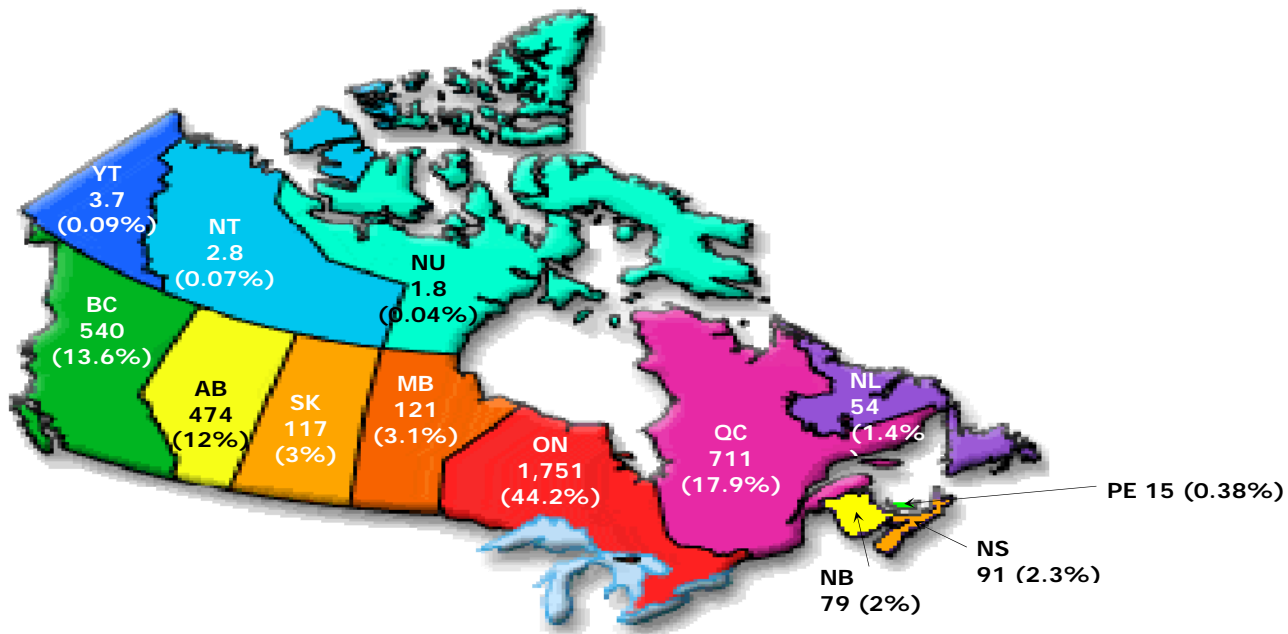 YT
3.7
(0.09%)
NT
2.8
(0.07%)
NU
1.8
(0.04%)
BC
540
(13.6%)
AB
474
(12%)
SK
117
(3%)
MB
121
(3.1%)
ON
1,751
(44.2%)
QC
711
(17.9%)
NL
54
(1.4%
)
PE 15 (0.38%)
NS
91 (2.3%)
NB
79 (2%)